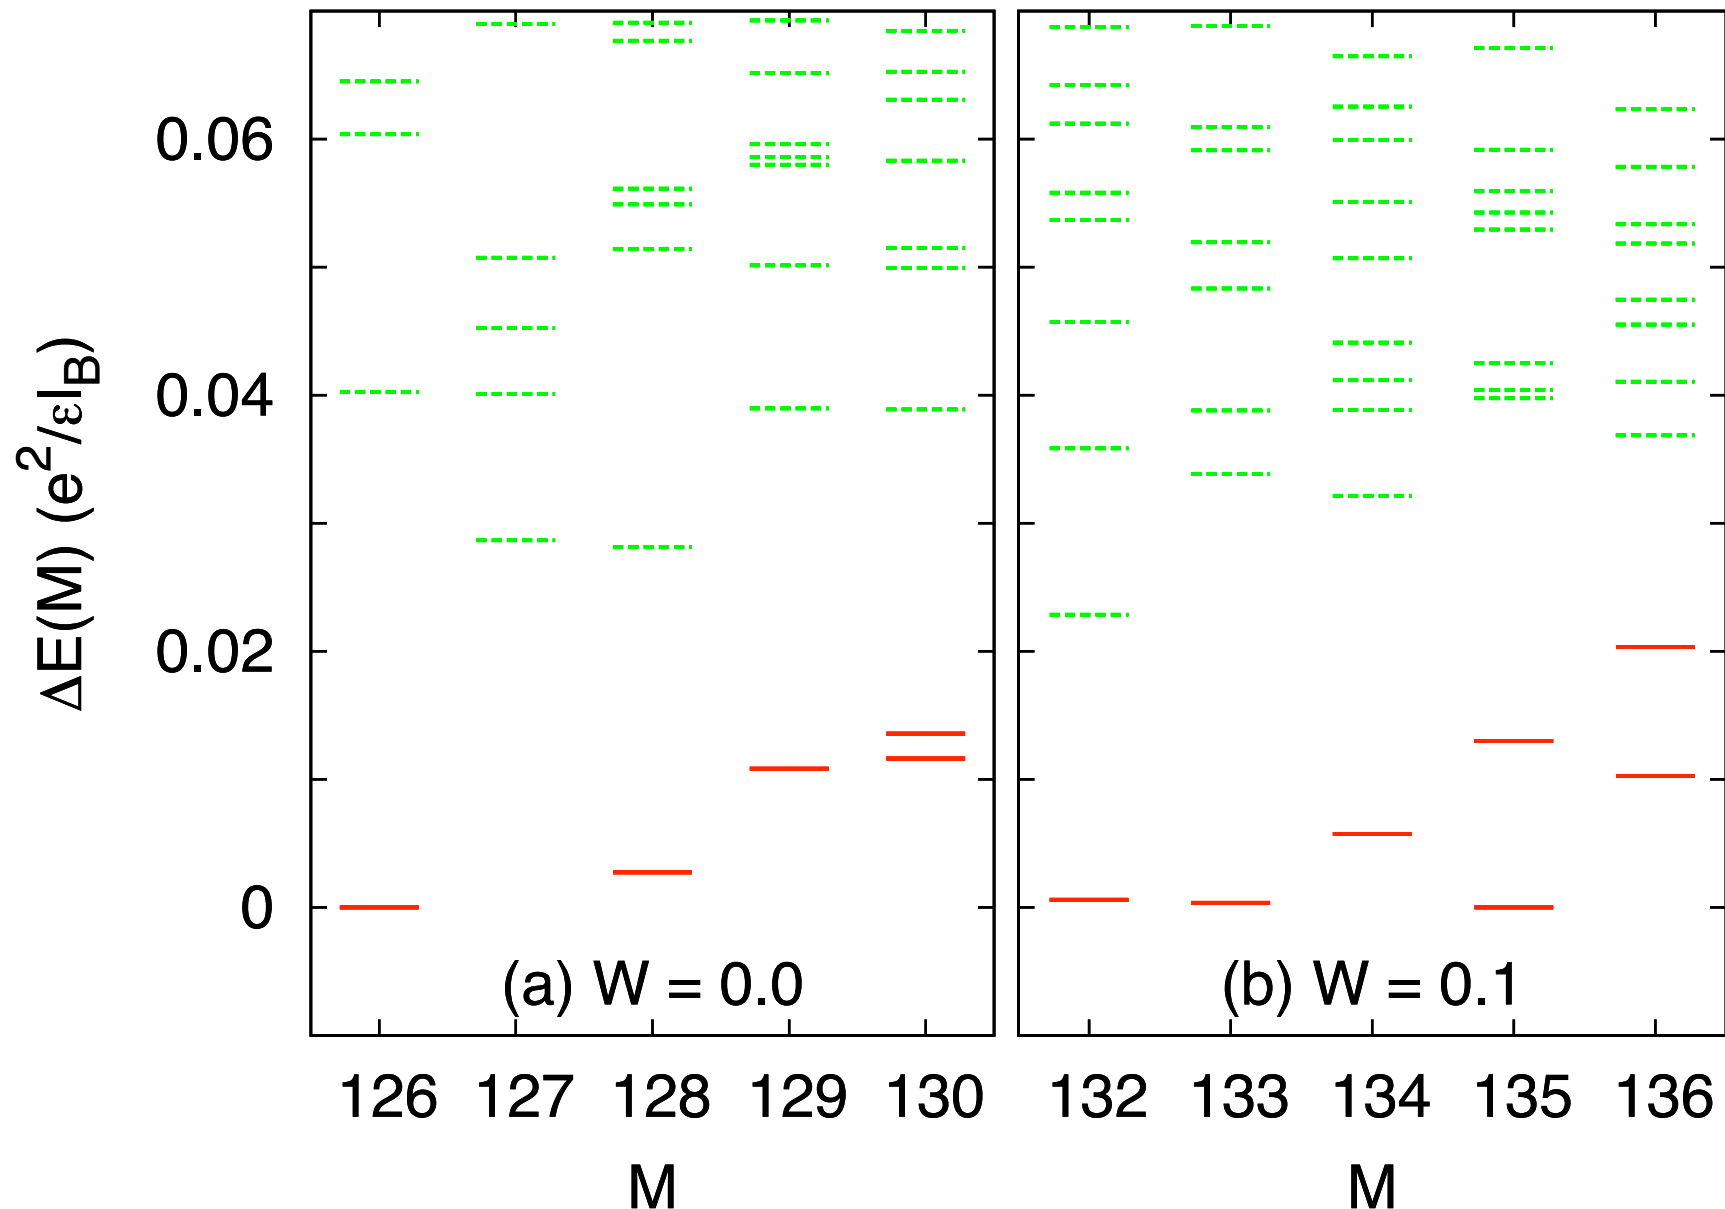 ΔE(M) (e²/εl_B)
0.06
0.04
0.02
0
(a) W = 0.0
(b) W = 0.1
126 127 128 129 130
132 133 134 135 136
M
M